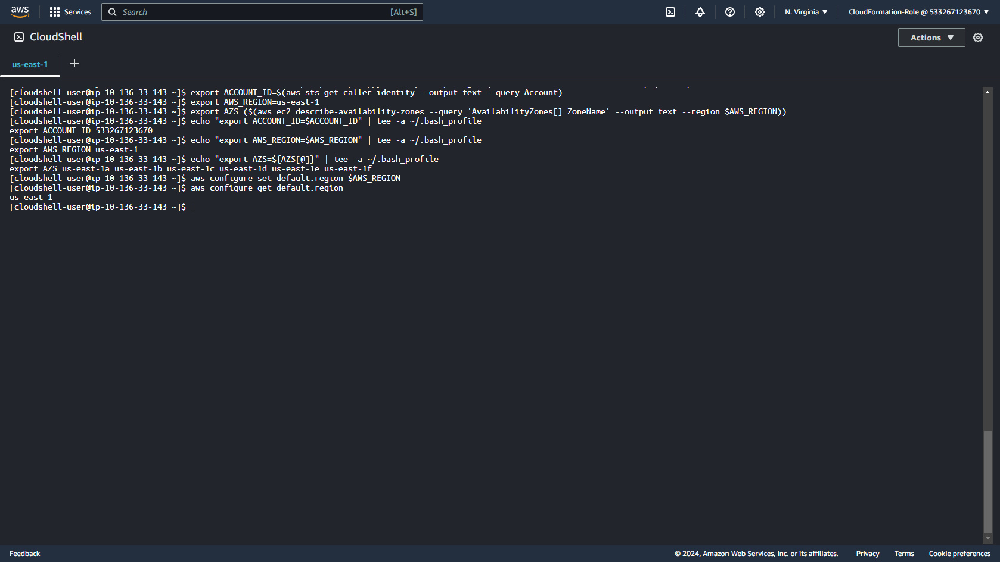 aws
Services
Search
[Alt+S]
N. Virginia
CloudFormation-Role @ 533267123670
CloudShell
Actions
us-east-1
[cloudshell-user@ip-10-136-33-143 ~]$ export ACCOUNT_ID=$(aws sts get-caller-identity --output text --query Account)
[cloudshell-user@ip-10-136-33-143 ~]$ export AWS_REGION=us-east-1
[cloudshell-user@ip-10-136-33-143 ~]$ export AZS=($(aws ec2 describe-availability-zones --query 'AvailabilityZones[].ZoneName' --output text --region $AWS_REGION))
[cloudshell-user@ip-10-136-33-143 ~]$ echo "export ACCOUNT_ID=$ACCOUNT_ID" | tee -a ~/.bash_profile
export ACCOUNT_ID=533267123670
[cloudshell-user@ip-10-136-33-143 ~]$ echo "export AWS_REGION=$AWS_REGION" | tee -a ~/.bash_profile
export AWS_REGION=us-east-1
[cloudshell-user@ip-10-136-33-143 ~]$ echo "export AZS=${AZS[@]}" | tee -a ~/.bash_profile
export AZS=us-east-1a us-east-1b us-east-1c us-east-1d us-east-1e us-east-1f
[cloudshell-user@ip-10-136-33-143 ~]$ aws configure set default.region $AWS_REGION
[cloudshell-user@ip-10-136-33-143 ~]$ aws configure get default.region
us-east-1
[cloudshell-user@ip-10-136-33-143 ~]$
Feedback
© 2024, Amazon Web Services, Inc. or its affiliates.
Privacy
Terms
Cookie preferences